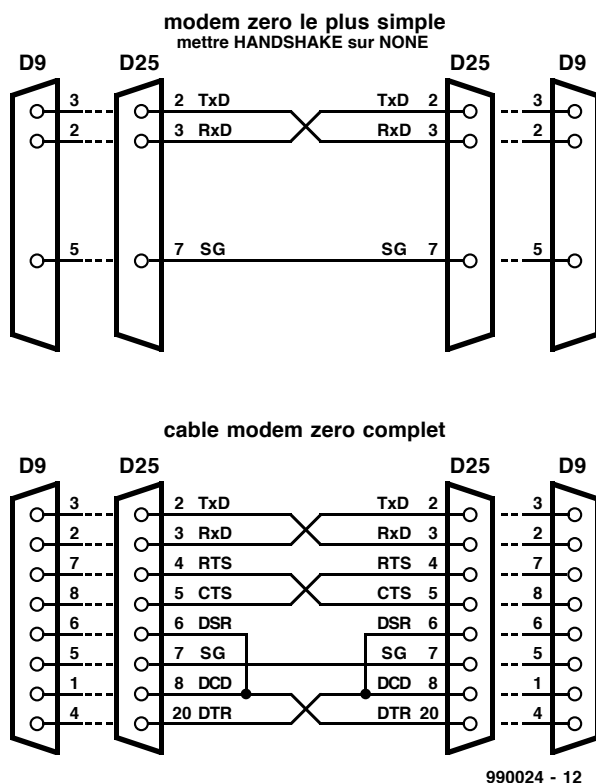 modem zero le plus simple
mettre HANDSHAKE sur NONE
D9 D25 D25 D9
3 2 TxD TxD 2 3
2 3 RxD RxD 3 2
5 7 SG SG 7 5
cable modem zero complet
D9 D25 D25 D9
3 2 TxD TxD 2 3
2 3 RxD RxD 3 2
7 4 RTS RTS 4 7
8 5 CTS CTS 5 8
6 6 DSR DSR 6 6
5 7 SG SG 7 5
1 8 DCD DCD 8 1
4 20 DTR DTR 20 4
990024 - 12